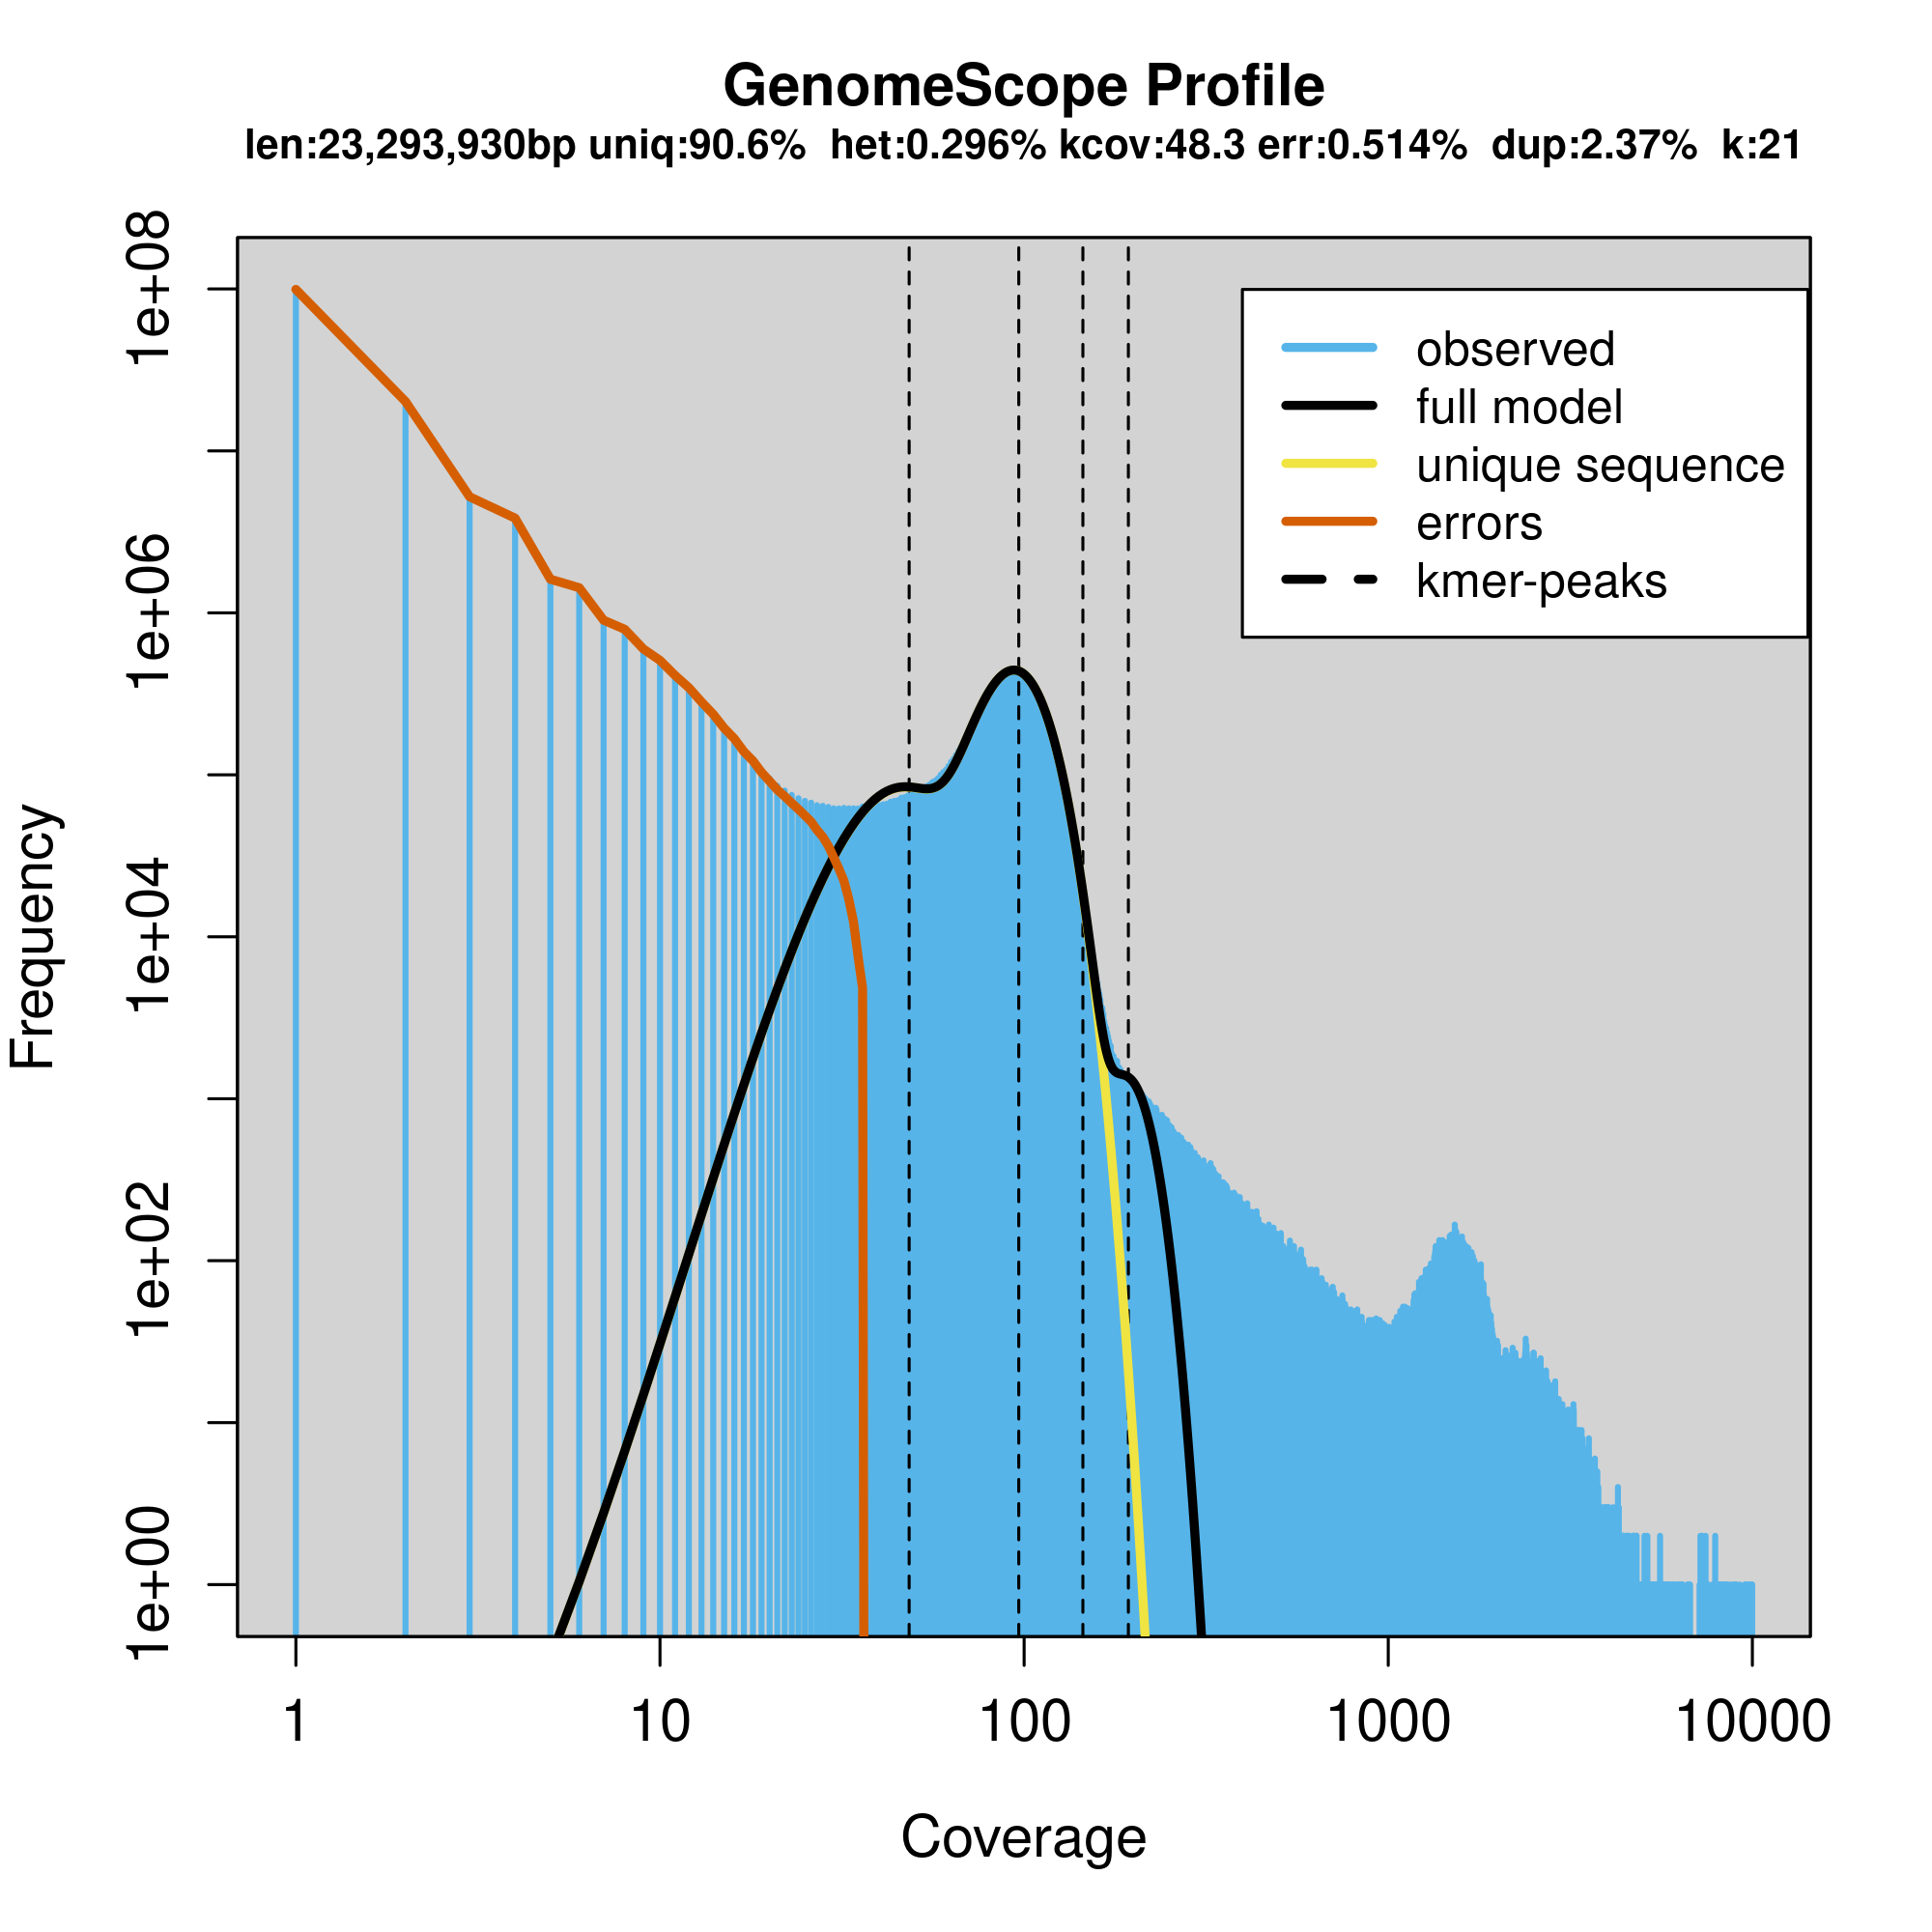 GenomeScope Profile
len:23,293,930bp uniq:90.6% het:0.296% kcov:48.3 err:0.514% dup:2.37% k:21
1e+08
1e+06
1e+04
1e+02
1e+00
Frequency
observed
full model
unique sequence
errors
kmer-peaks
1 10 100 1000 10000
Coverage